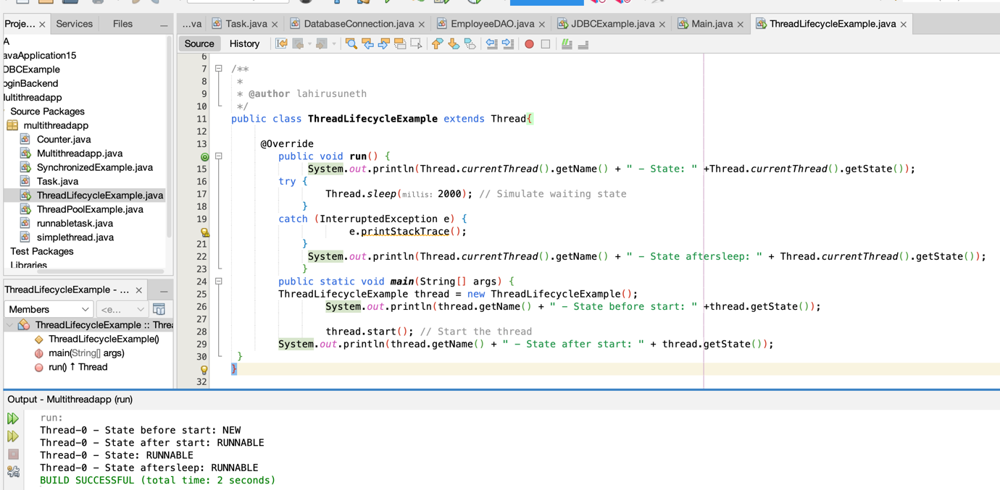 Proje... × Services Files
...va Task.java × DatabaseConnection.java × EmployeeDAO.java × JDBCExample.java × Main.java × ThreadLifecycleExample.java ×
Source History
A
avaApplication15
DBCExample
oginBackend
ultithreadapp
Source Packages
multithreadapp
Counter.java
Multithreadapp.java
SynchronizedExample.java
Task.java
ThreadLifecycleExample.java
ThreadPoolExample.java
runnabletask.java
simplethread.java
Test Packages
Libraries
ThreadLifecycleExample - ... ×
Members <e...
ThreadLifecycleExample :: Threa
ThreadLifecycleExample()
main(String[] args)
run() ↑ Thread
6
7 /**
8 *
9 * @author lahirusuneth
10 */
11 public class ThreadLifecycleExample extends Thread{
12
13 @Override
public void run() {
15 System.out.println(Thread.currentThread().getName() + " - State: " +Thread.currentThread().getState());
16 try {
17 Thread.sleep(millis: 2000); // Simulate waiting state
18 }
19 catch (InterruptedException e) {
e.printStackTrace();
21 }
22 System.out.println(Thread.currentThread().getName() + " - State aftersleep: " + Thread.currentThread().getState());
23 }
24 public static void main(String[] args) {
25 ThreadLifecycleExample thread = new ThreadLifecycleExample();
26 System.out.println(thread.getName() + " - State before start: " +thread.getState());
27
28 thread.start(); // Start the thread
29 System.out.println(thread.getName() + " - State after start: " + thread.getState());
30 }
}
32
Output - Multithreadapp (run)
run:
Thread-0 - State before start: NEW
Thread-0 - State after start: RUNNABLE
Thread-0 - State: RUNNABLE
Thread-0 - State aftersleep: RUNNABLE
BUILD SUCCESSFUL (total time: 2 seconds)